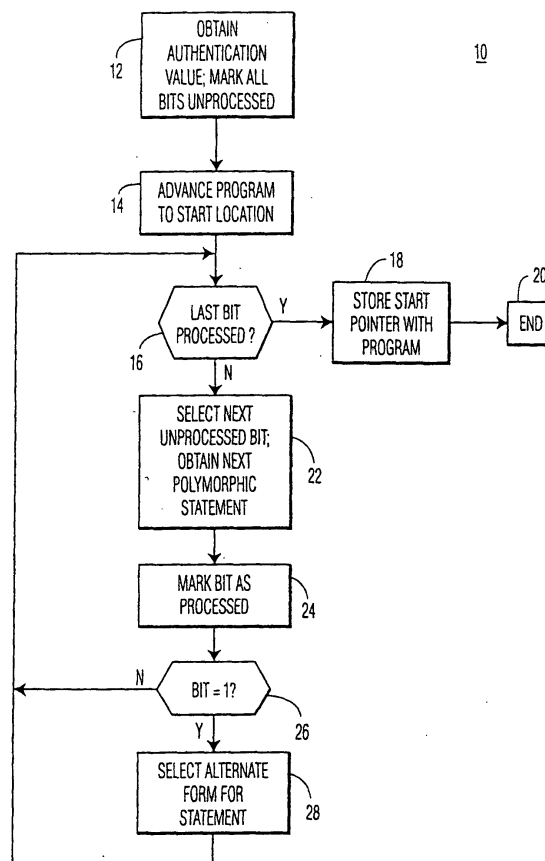 10
12
OBTAIN
AUTHENTICATION
VALUE; MARK ALL
BITS UNPROCESSED
14
ADVANCE PROGRAM
TO START LOCATION
16
LAST BIT
PROCESSED ?
Y
N
18
STORE START
POINTER WITH
PROGRAM
20
END
SELECT NEXT
UNPROCESSED BIT;
OBTAIN NEXT
POLYMORPHIC
STATEMENT
22
MARK BIT AS
PROCESSED
24
N
BIT = 1?
26
Y
SELECT ALTERNATE
FORM FOR
STATEMENT
28